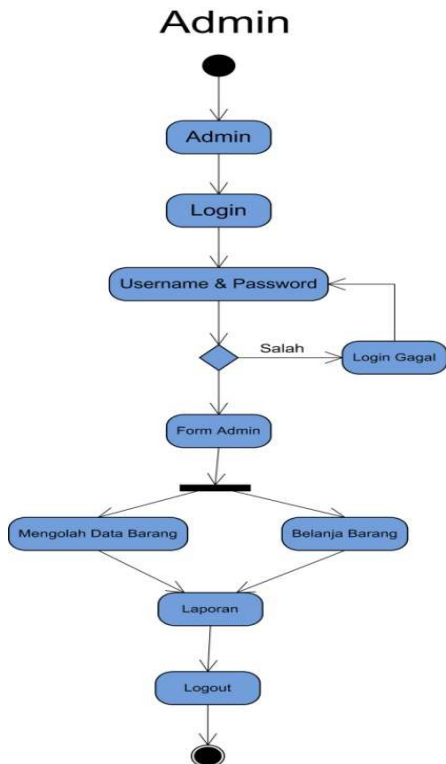 Admin
Admin
Login
Username & Password
Salah
Login Gagal
Form Admin
Mengolah Data Barang
Belanja Barang
Laporan
Logout